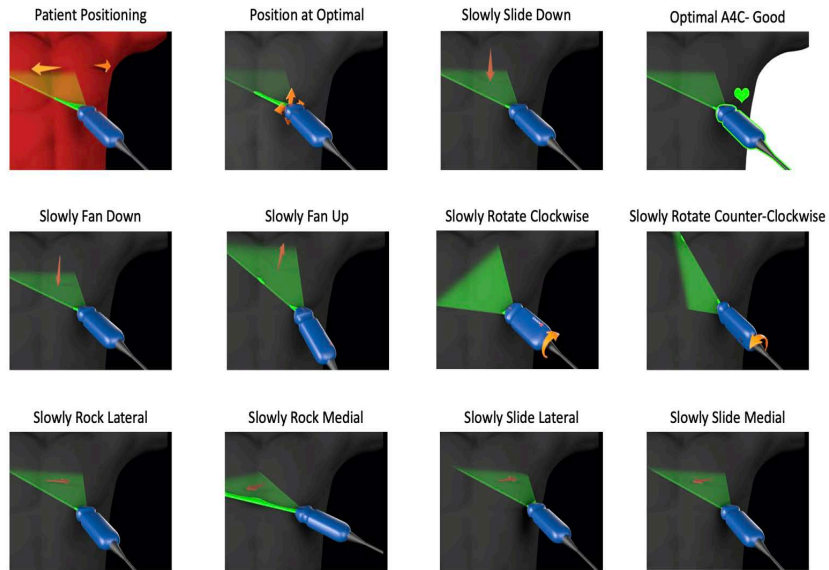 Patient Positioning
Position at Optimal
Slowly Slide Down
Optimal A4C- Good
Slowly Fan Down
Slowly Fan Up
Slowly Rotate Clockwise
Slowly Rotate Counter-Clockwise
Slowly Rock Lateral
Slowly Rock Medial
Slowly Slide Lateral
Slowly Slide Medial